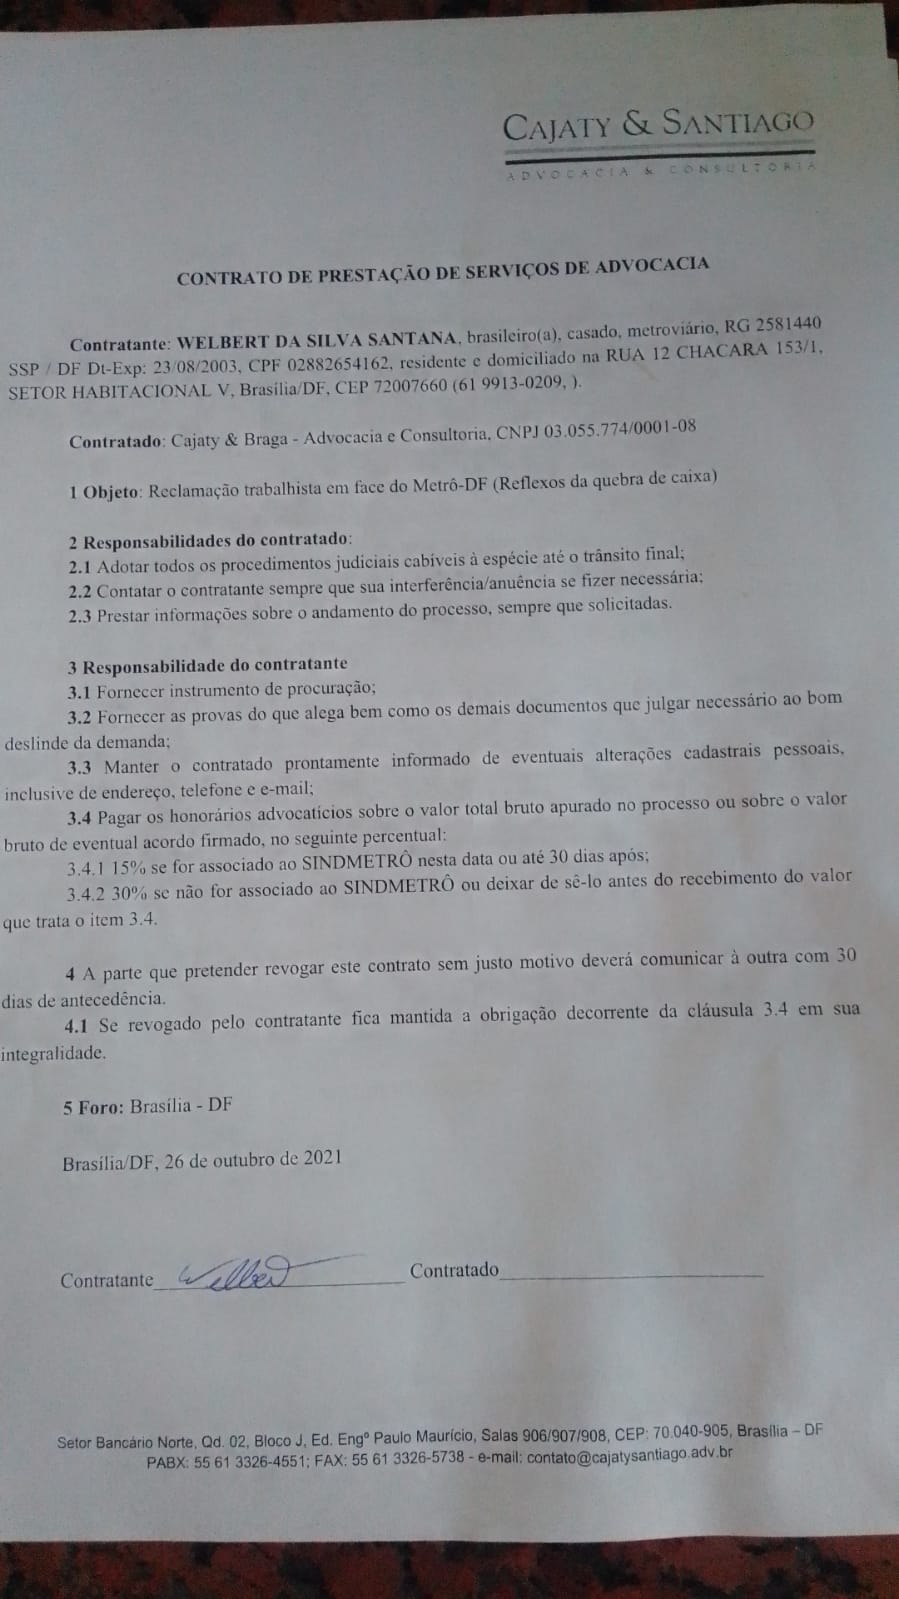 CAJATY & SANTIAGO
ADVOCACIA & CONSULTORIA
CONTRATO DE PRESTAÇÃO DE SERVIÇOS DE ADVOCACIA
Contratante: WELBERT DA SILVA SANTANA, brasileiro(a), casado, metroviário, RG 2581440
SSP / DF Dt-Exp: 23/08/2003, CPF 02882654162, residente e domiciliado na RUA 12 CHACARA 153/1,
SETOR HABITACIONAL V, Brasília/DF, CEP 72007660 (61 9913-0209, ).
Contratado: Cajaty & Braga - Advocacia e Consultoria, CNPJ 03.055.774/0001-08
1 Objeto: Reclamação trabalhista em face do Metrô-DF (Reflexos da quebra de caixa)
2 Responsabilidades do contratado:
2.1 Adotar todos os procedimentos judiciais cabíveis à espécie até o trânsito final;
2.2 Contatar o contratante sempre que sua interferência/anuência se fizer necessária;
2.3 Prestar informações sobre o andamento do processo, sempre que solicitadas.
3 Responsabilidade do contratante
3.1 Fornecer instrumento de procuração;
3.2 Fornecer as provas do que alega bem como os demais documentos que julgar necessário ao bom
deslinde da demanda;
3.3 Manter o contratado prontamente informado de eventuais alterações cadastrais pessoais,
inclusive de endereço, telefone e e-mail;
3.4 Pagar os honorários advocatícios sobre o valor total bruto apurado no processo ou sobre o valor
bruto de eventual acordo firmado, no seguinte percentual:
3.4.1 15% se for associado ao SINDMETRÔ nesta data ou até 30 dias após;
3.4.2 30% se não for associado ao SINDMETRÔ ou deixar de sê-lo antes do recebimento do valor
que trata o item 3.4.
4 A parte que pretender revogar este contrato sem justo motivo deverá comunicar à outra com 30
dias de antecedência.
4.1 Se revogado pelo contratante fica mantida a obrigação decorrente da cláusula 3.4 em sua
integralidade.
5 Foro: Brasília - DF
Brasília/DF, 26 de outubro de 2021
Contratante Welbert Contratado
Setor Bancário Norte, Qd. 02, Bloco J, Ed. Engº Paulo Maurício, Salas 906/907/908, CEP: 70.040-905, Brasília – DF
PABX: 55 61 3326-4551; FAX: 55 61 3326-5738 - e-mail: contato@cajatysantiago.adv.br